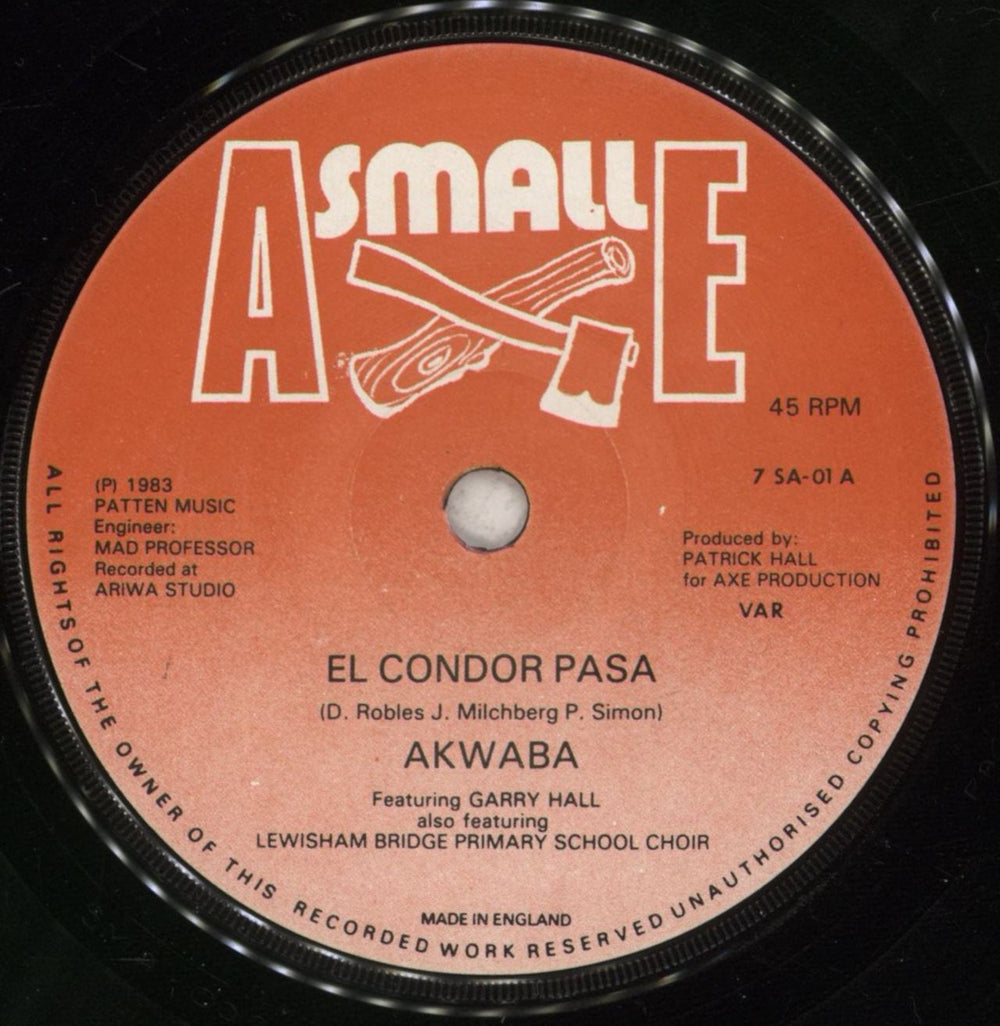 A SMALL AXE
45 RPM
7 SA-01 A
(P) 1983
PATTEN MUSIC
Engineer:
MAD PROFESSOR
Recorded at
ARIWA STUDIO
Produced by:
PATRICK HALL
for AXE PRODUCTION
VAR
EL CONDOR PASA
(D. Robles J. Milchberg P. Simon)
AKWABA
Featuring GARRY HALL
also featuring
LEWISHAM BRIDGE PRIMARY SCHOOL CHOIR
MADE IN ENGLAND
ALL RIGHTS OF THE OWNER OF THIS RECORDED WORK RESERVED UNAUTHORISED COPYING PROHIBITED